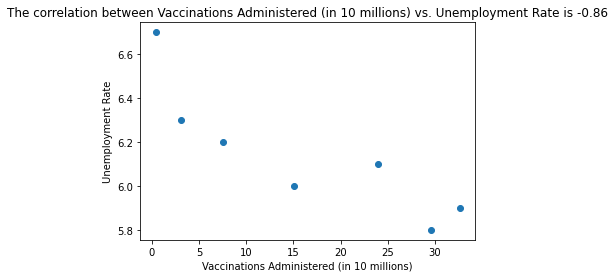 The correlation between Vaccinations Administered (in 10 millions) vs. Unemployment Rate is -0.86
6.6
6.4
6.2
6.0
5.8
Unemployment Rate
0 5 10 15 20 25 30
Vaccinations Administered (in 10 millions)